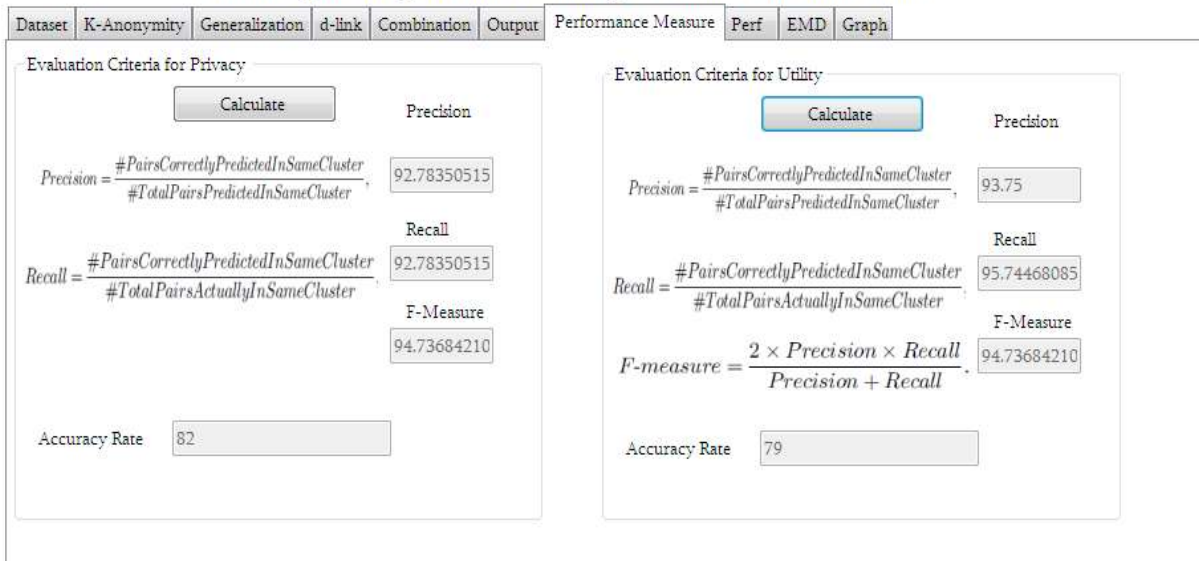 Dataset K-Anonymity Generalization d-link Combination Output Performance Measure Perf EMD Graph
Evaluation Criteria for Privacy
Calculate
Precision
Precision = #PairsCorrectlyPredictedInSameCluster / #TotalPairsPredictedInSameCluster,
92.78350515
Recall
Recall = #PairsCorrectlyPredictedInSameCluster / #TotalPairsActuallyInSameCluster.
92.78350515
F-Measure
94.73684210
Accuracy Rate 82
Evaluation Criteria for Utility
Calculate
Precision
Precision = #PairsCorrectlyPredictedInSameCluster / #TotalPairsPredictedInSameCluster,
93.75
Recall
Recall = #PairsCorrectlyPredictedInSameCluster / #TotalPairsActuallyInSameCluster.
95.74468085
F-Measure
F-measure = 2 × Precision × Recall / Precision + Recall.
94.73684210
Accuracy Rate 79